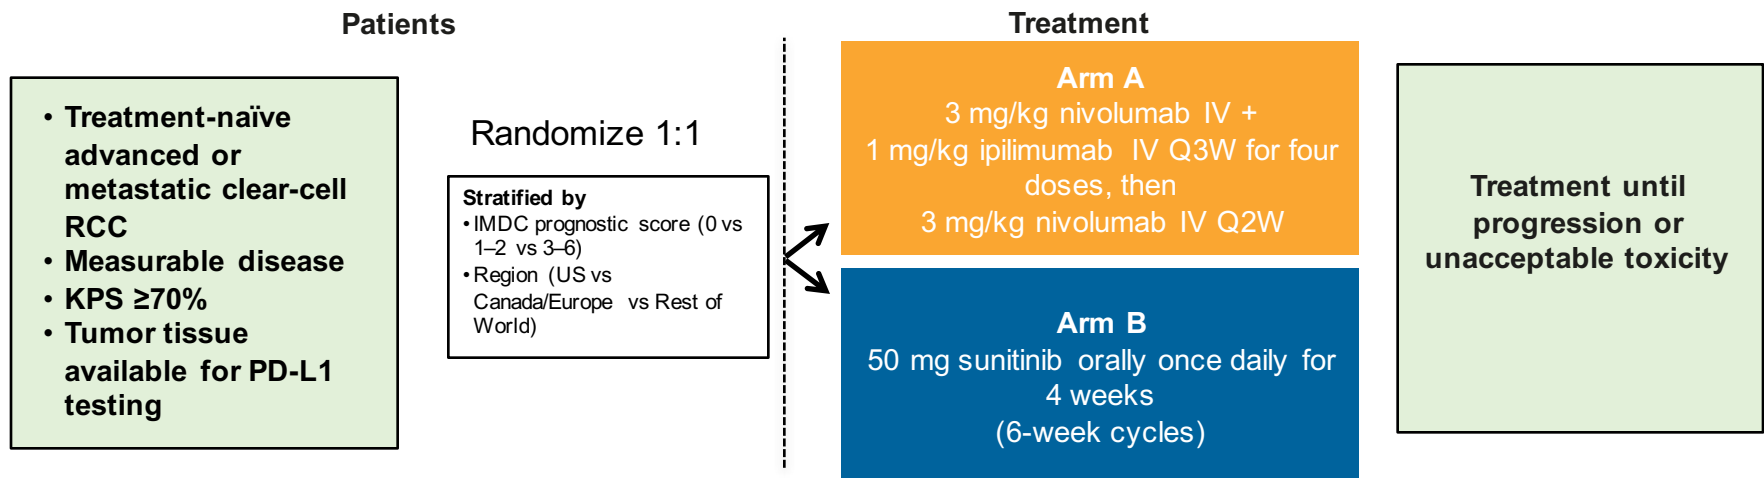 Patients
• Treatment-naïve
advanced or
metastatic clear-cell
RCC
• Measurable disease
• KPS ≥70%
• Tumor tissue
available for PD-L1
testing
Randomize 1:1
Stratified by
• IMDC prognostic score (0 vs
1–2 vs 3–6)
• Region (US vs
Canada/Europe vs Rest of
World)
Treatment
Arm A
3 mg/kg nivolumab IV +
1 mg/kg ipilimumab IV Q3W for four
doses, then
3 mg/kg nivolumab IV Q2W
Arm B
50 mg sunitinib orally once daily for
4 weeks
(6-week cycles)
Treatment until
progression or
unacceptable toxicity